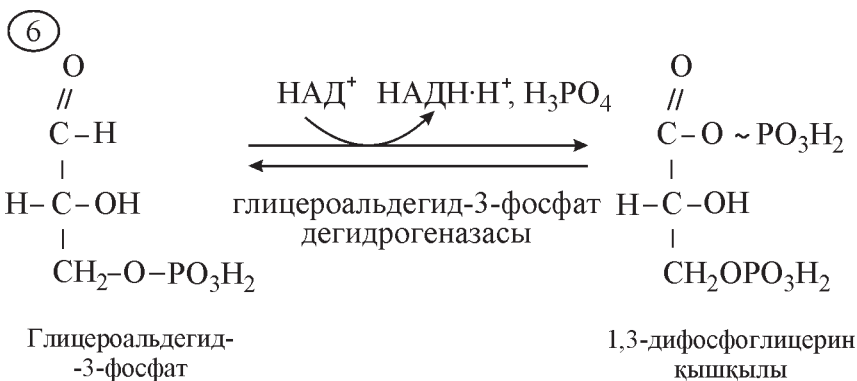 6
O
//
C–H
|
H–C–OH
|
CH₂–O–PO₃H₂
Глицероальдегид-
-3-фосфат
НАД⁺ НАДН·Н⁺, H₃PO₄
глицероальдегид-3-фосфат
дегидрогеназасы
O
//
C–O ~ PO₃H₂
|
H–C–OH
|
CH₂OPO₃H₂
1,3-дифосфоглицерин
қышқылы